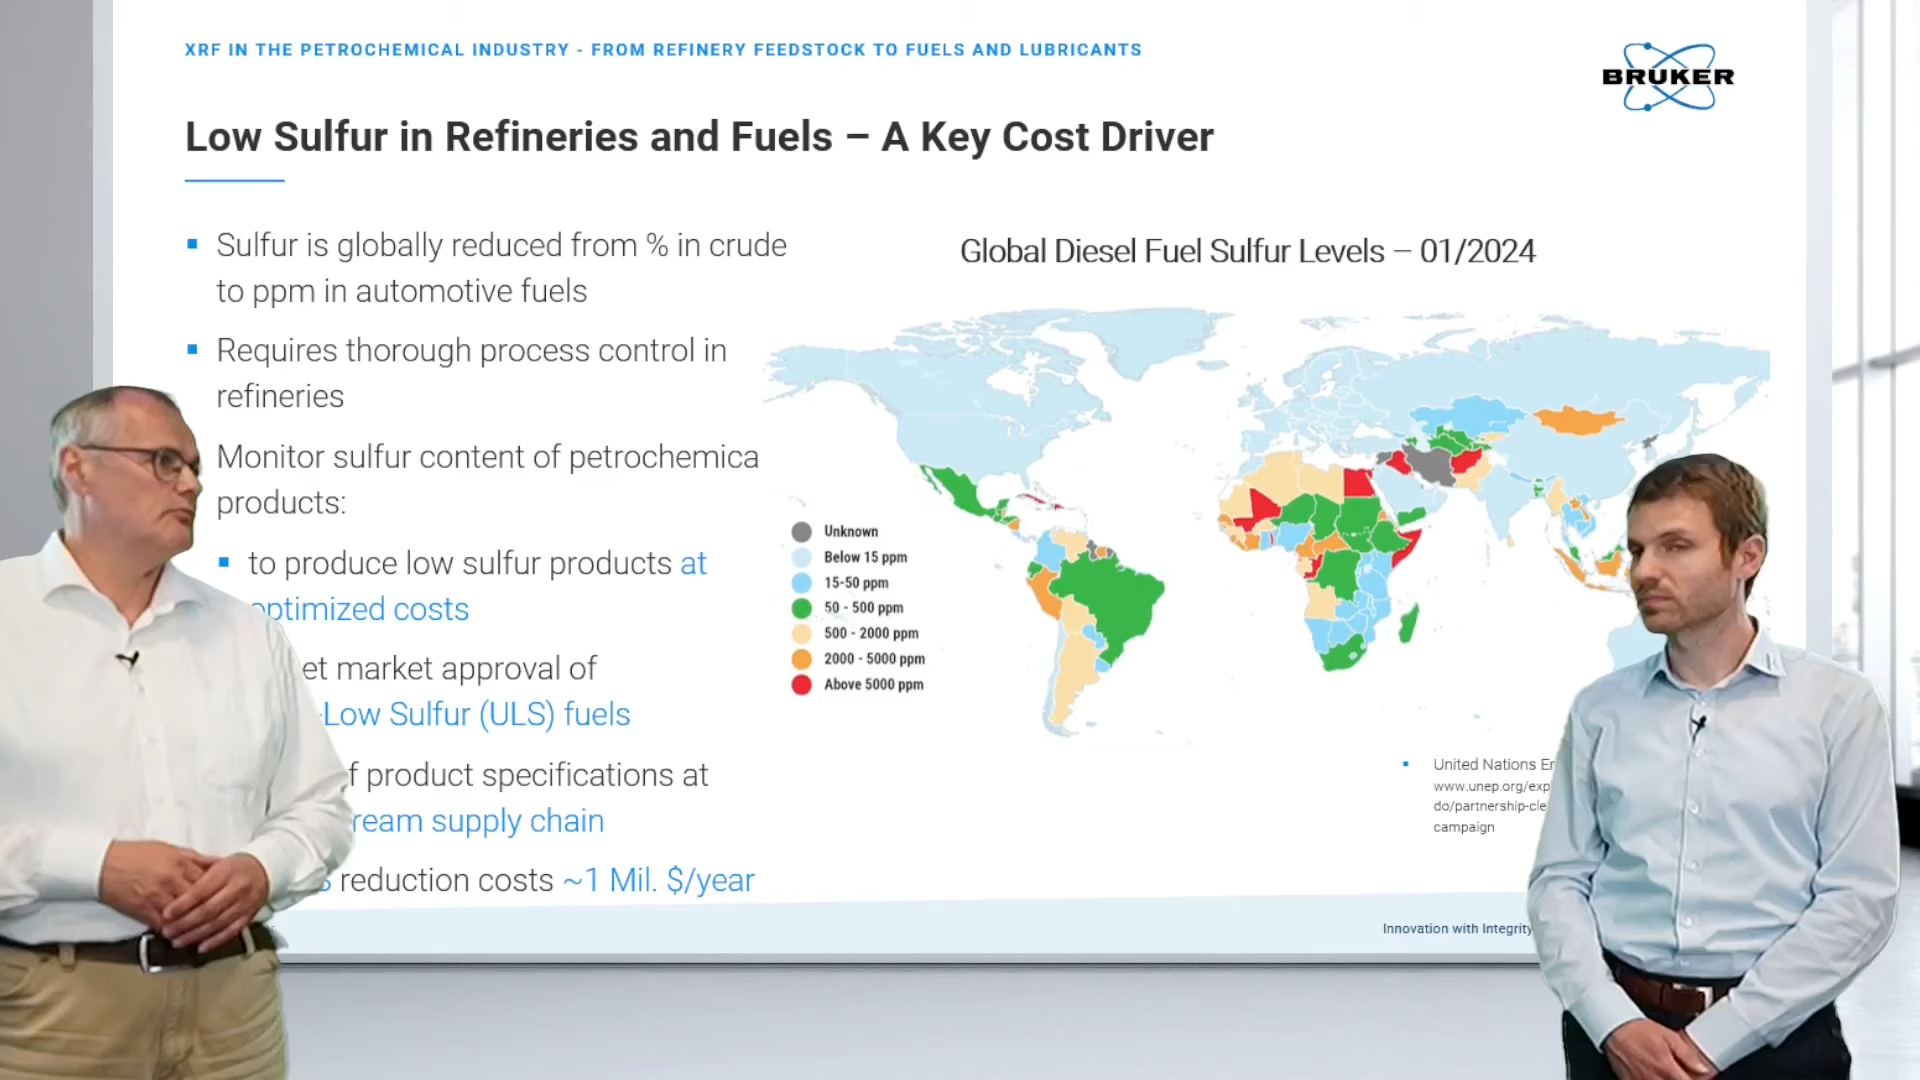 XRF IN THE PETROCHEMICAL INDUSTRY - FROM REFINERY FEEDSTOCK TO FUELS AND LUBRICANTS
BRUKER
Low Sulfur in Refineries and Fuels – A Key Cost Driver
Sulfur is globally reduced from % in crude
to ppm in automotive fuels
Requires thorough process control in
refineries
Monitor sulfur content of petrochemica
products:
to produce low sulfur products at
optimized costs
et market approval of
-Low Sulfur (ULS) fuels
f product specifications at
ream supply chain
reduction costs ~1 Mil. $/year
Global Diesel Fuel Sulfur Levels – 01/2024
Unknown
Below 15 ppm
15-50 ppm
50 - 500 ppm
500 - 2000 ppm
2000 - 5000 ppm
Above 5000 ppm
United Nations
www.unep.org/exp
do/partnership-cle
campaign
Innovation with Integrity